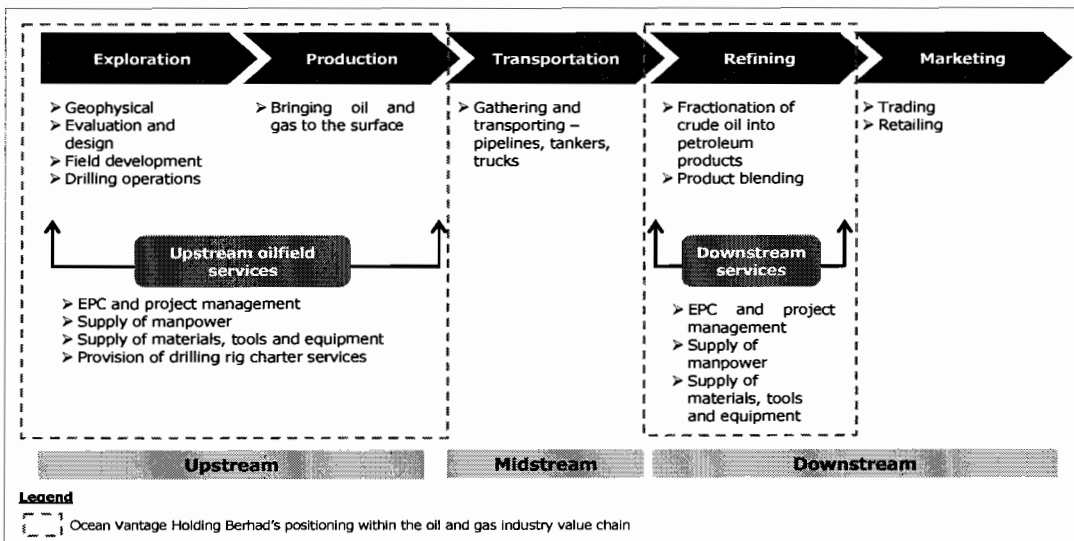 Exploration
Production
Transportation
Refining
Marketing
➢ Geophysical
➢ Evaluation and
design
➢ Field development
➢ Drilling operations
➢ Bringing oil and
gas to the surface
➢ Gathering and
transporting –
pipelines, tankers,
trucks
➢ Fractionation of
crude oil into
petroleum
products
➢ Product blending
➢ Trading
➢ Retailing
Upstream oilfield
services
➢ EPC and project management
➢ Supply of manpower
➢ Supply of materials, tools and equipment
➢ Provision of drilling rig charter services
Downstream
services
➢ EPC and project
management
➢ Supply of
manpower
➢ Supply of
materials, tools
and equipment
Upstream
Midstream
Downstream
Legend
Ocean Vantage Holding Berhad's positioning within the oil and gas industry value chain